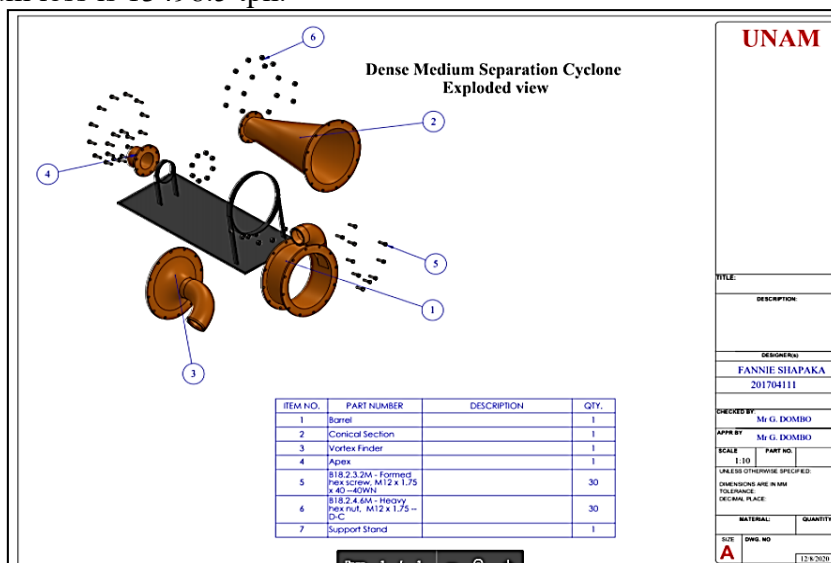 UNAM
6
Dense Medium Separation Cyclone
Exploded view
2
4
5
1
3
ITEM NO. PART NUMBER DESCRIPTION QTY.
1 Barrel 1
2 Conical Section 1
3 Vortex Finder 1
4 Apex 1
5 B18.2.3.2M - Formed 30
hex screw, M12 x 1.75
x 40 --40WN
6 B18.2.4.6M - Heavy 30
hex nut, M12 x 1.75 --
D-C
7 Support Stand 1
TITLE:
DESCRIPTION:
DESIGNER(s)
FANNIE SHAPAKA
201704111
CHECKED BY
Mr G. DOMBO
APPR BY
Mr G. DOMBO
SCALE PART NO.
1:10
UNLESS OTHERWISE SPECIFIED:
DIMENSIONS ARE IN MM
TOLERANCE:
DECIMAL PLACE:
MATERIAL: QUANTITY
SIZE DWG. NO
A
12/8/2020